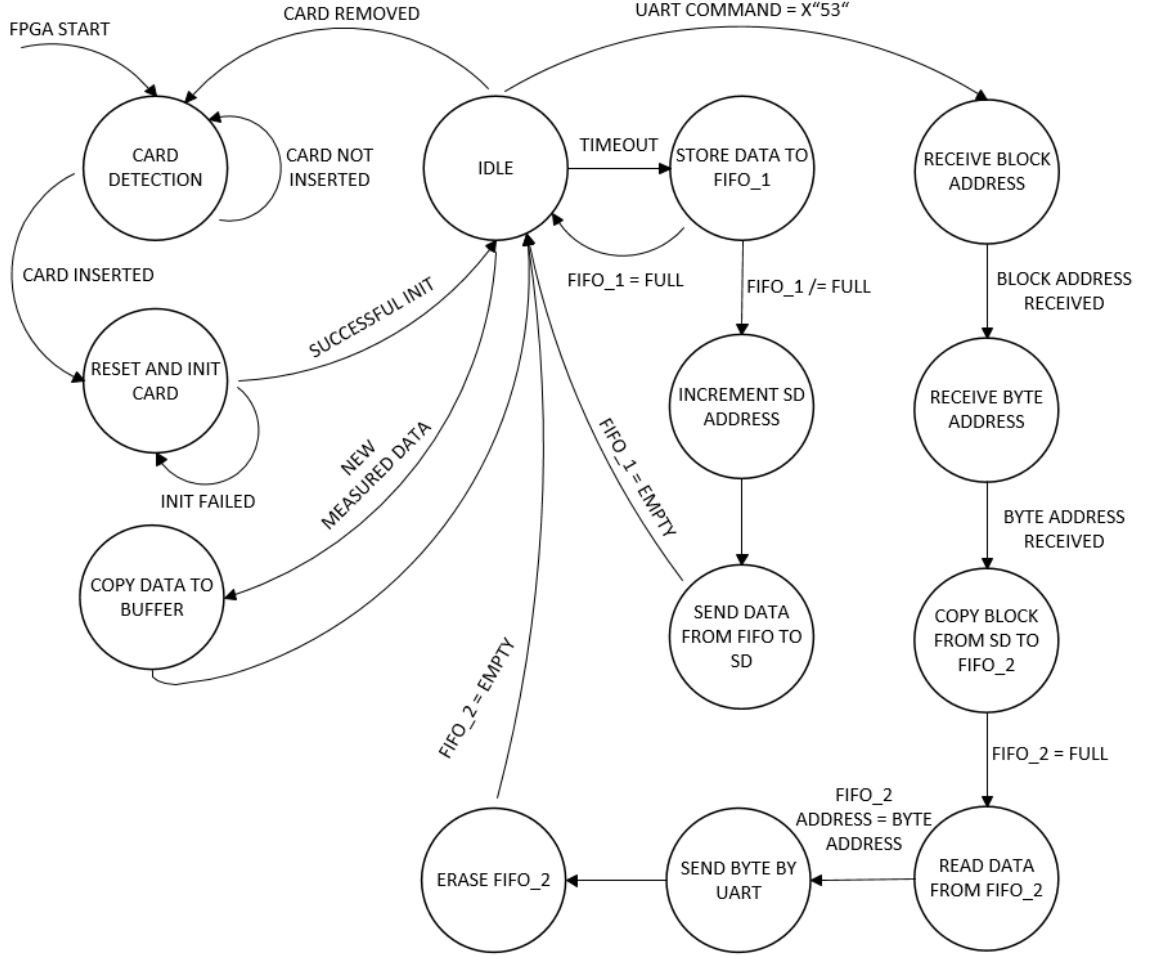 CARD REMOVED
UART COMMAND = X“53“
FPGA START
CARD
DETECTION
CARD NOT
INSERTED
IDLE
TIMEOUT
STORE DATA TO
FIFO_1
RECEIVE BLOCK
ADDRESS
CARD INSERTED
SUCCESSFUL INIT
FIFO_1 = FULL
FIFO_1 /= FULL
BLOCK ADDRESS
RECEIVED
RESET AND INIT
CARD
INIT FAILED
NEW
MEASURED DATA
FIFO_1 = EMPTY
INCREMENT SD
ADDRESS
RECEIVE BYTE
ADDRESS
BYTE ADDRESS
RECEIVED
COPY DATA TO
BUFFER
FIFO_2 = EMPTY
SEND DATA
FROM FIFO TO
SD
COPY BLOCK
FROM SD TO
FIFO_2
FIFO_2 = FULL
FIFO_2
ADDRESS = BYTE
ADDRESS
ERASE FIFO_2
SEND BYTE BY
UART
READ DATA
FROM FIFO_2